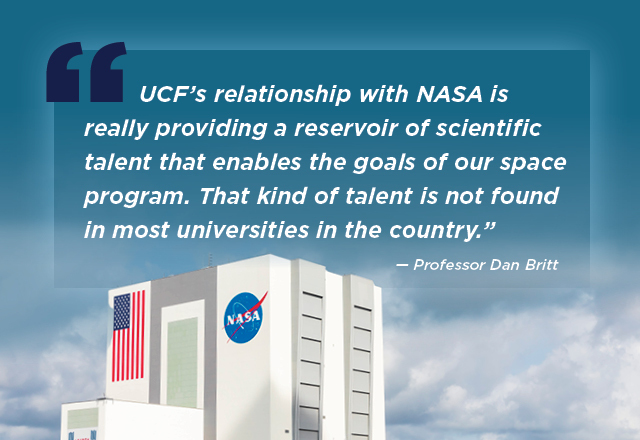 “
UCF’s relationship with NASA is
really providing a reservoir of scientific
talent that enables the goals of our space
program. That kind of talent is not found
in most universities in the country.”
— Professor Dan Britt
NASA